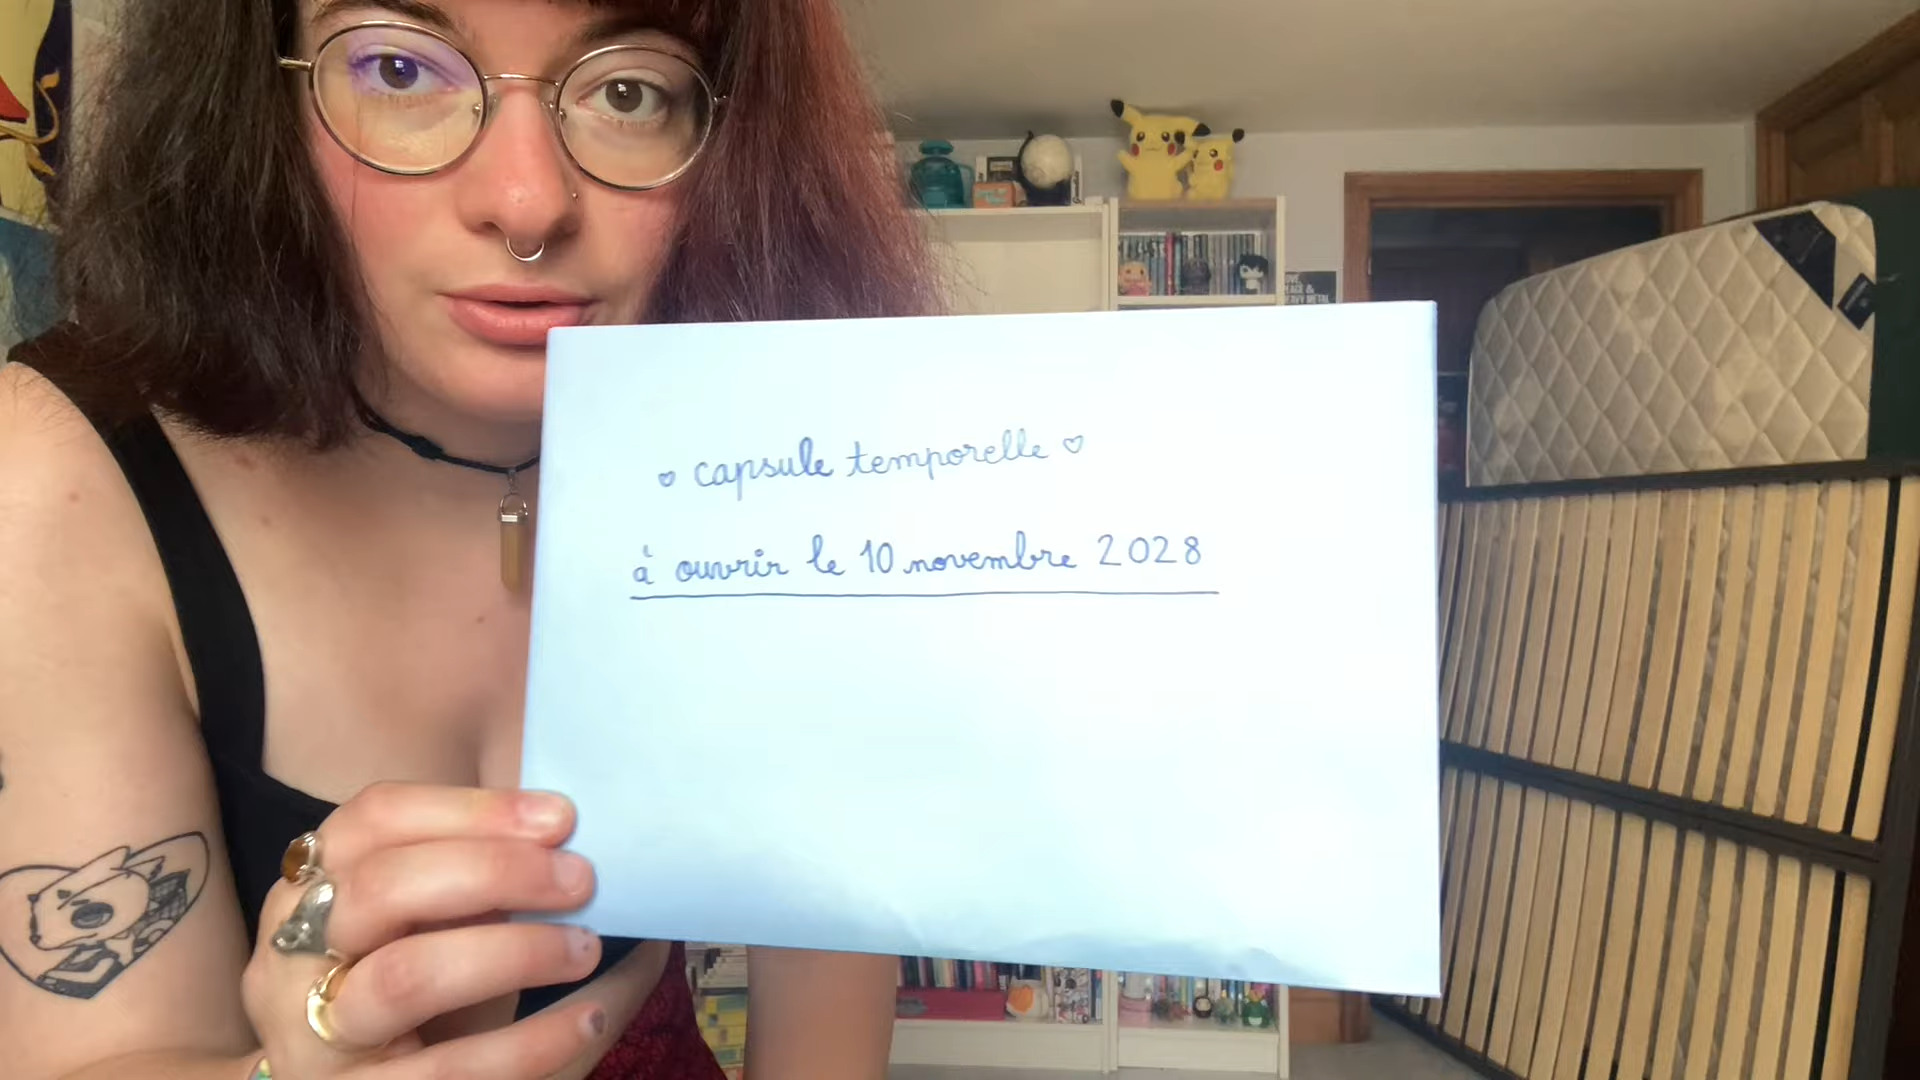 ♡ capsule temporelle ♡
à ouvrir le 10 novembre 2028